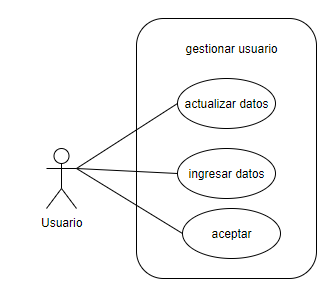 gestionar usuario
actualizar datos
ingresar datos
Usuario
aceptar